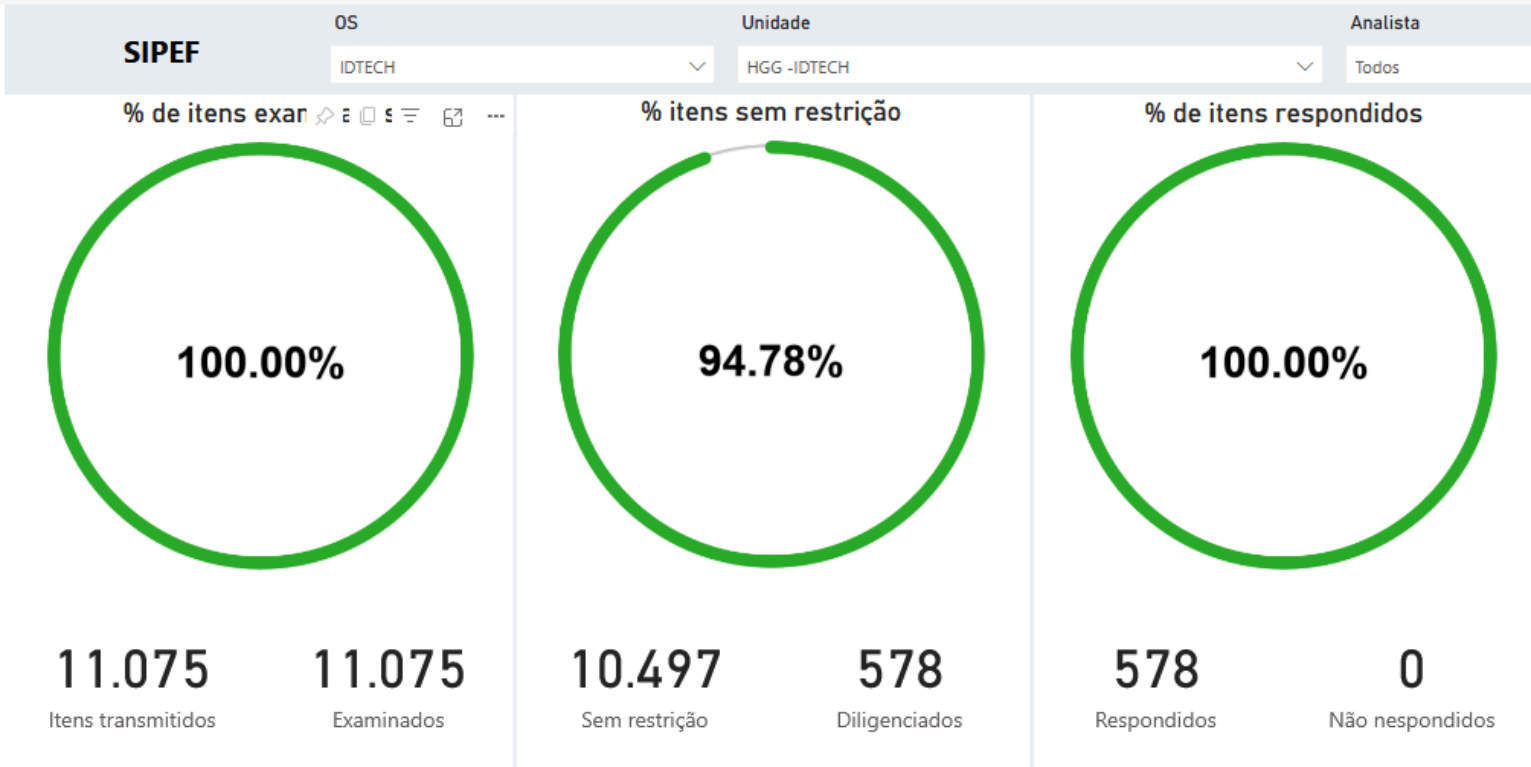 SIPEF
OS
IDTECH
Unidade
HGG -IDTECH
Analista
Todos
% de itens exan
% itens sem restrição
% de itens respondidos
100.00%
94.78%
100.00%
11.075
11.075
10.497
578
578
0
Itens transmitidos
Examinados
Sem restrição
Diligenciados
Respondidos
Não nespondidos